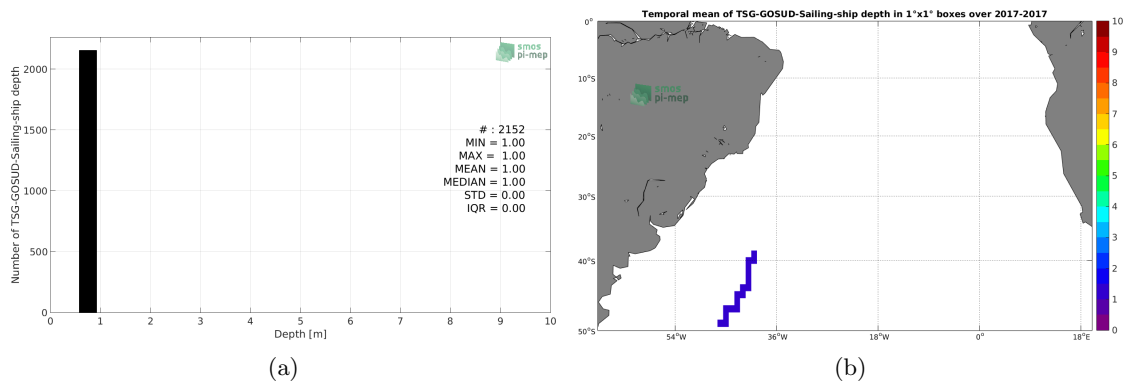 smos
pi-mep
Number of TSG-GOSUD-Sailing-ship depth
2000
1500
1000
500
0
# : 2152
MIN = 1.00
MAX = 1.00
MEAN = 1.00
MEDIAN = 1.00
STD = 0.00
IQR = 0.00
0 1 2 3 4 5 6 7 8 9 10
Depth [m]
(a)
Temporal mean of TSG-GOSUD-Sailing-ship depth in 1°x1° boxes over 2017-2017
0°
10°S
20°S
30°S
40°S
50°S
smos
pi-mep
54°W 36°W 18°W 0° 18°E
10
9
8
7
6
5
4
3
2
1
0
(b)